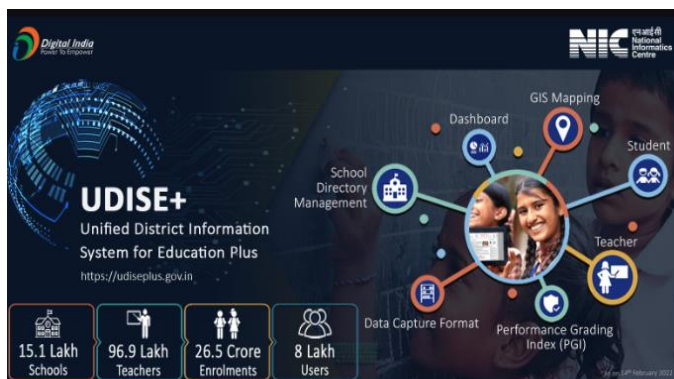 Digital India
Power To Empower
NIC
एन आई सी
National
Informatics
Centre
UDISE+
Unified District Information
System for Education Plus
https://udiseplus.gov.in
GIS Mapping
Dashboard
Student
School
Directory
Management
Teacher
Data Capture Format
Performance Grading
Index (PGI)
15.1 Lakh
Schools
96.9 Lakh
Teachers
26.5 Crore
Enrolments
8 Lakh
Users